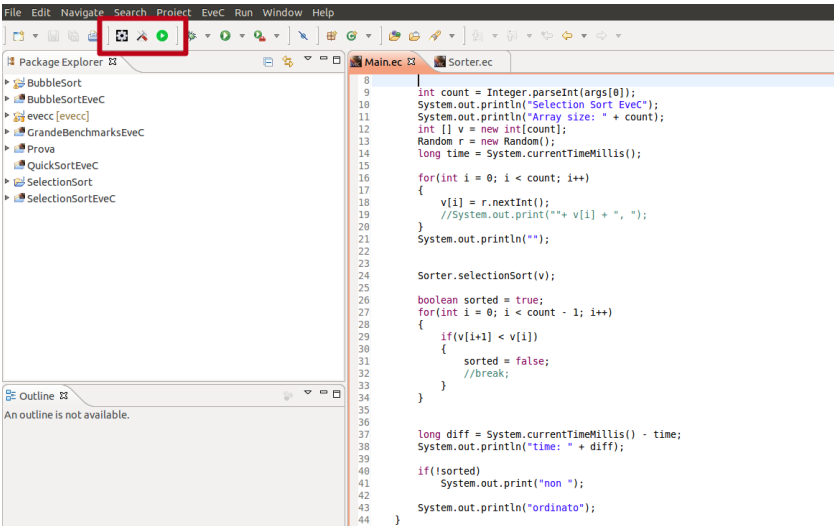 File Edit Navigate Search Project EveC Run Window Help
Package Explorer
BubbleSort
BubbleSortEveC
evecc [evecc]
GrandeBenchmarksEveC
Prova
QuickSortEveC
SelectionSort
SelectionSortEveC
Outline
An outline is not available.
Main.ec
Sorter.ec
8
9 int count = Integer.parseInt(args[0]);
10 System.out.println("Selection Sort EveC");
11 System.out.println("Array size: " + count);
12 int [] v = new int[count];
13 Random r = new Random();
14 long time = System.currentTimeMillis();
15
16 for(int i = 0; i < count; i++)
17 {
18 v[i] = r.nextInt();
19 //System.out.print(""+ v[i] + ", ");
20 }
21 System.out.println("");
22
23
24 Sorter.selectionSort(v);
25
26 boolean sorted = true;
27 for(int i = 0; i < count - 1; i++)
28 {
29 if(v[i+1] < v[i])
30 {
31 sorted = false;
32 //break;
33 }
34 }
35
36
37 long diff = System.currentTimeMillis() - time;
38 System.out.println("time: " + diff);
39
40 if(!sorted)
41 System.out.print("non ");
42
43 System.out.println("ordinato");
44 }